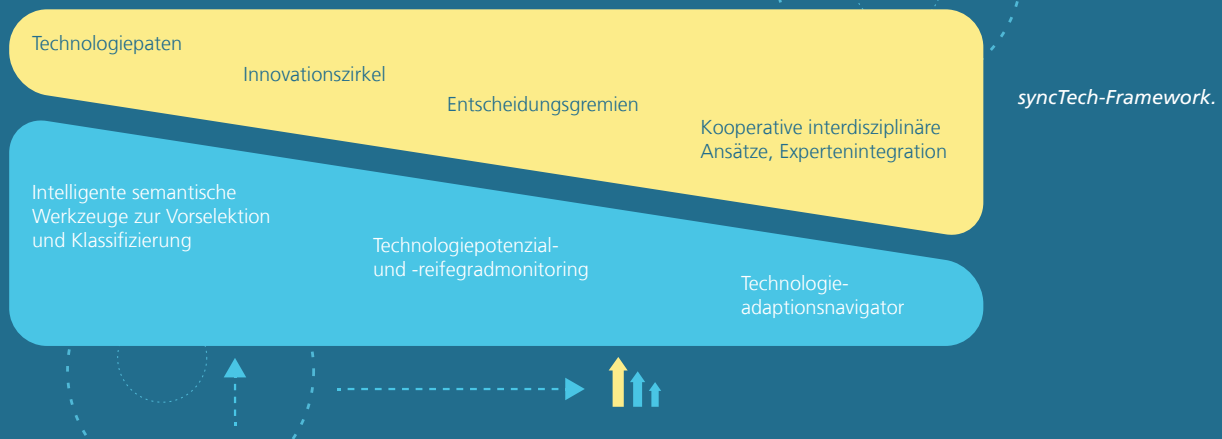 Technologiepaten
Innovationszirkel
Entscheidungsgremien
Kooperative interdisziplinäre
Ansätze, Expertenintegration
syncTech-Framework.
Intelligente semantische
Werkzeuge zur Vorselektion
und Klassifizierung
Technologiepotenzial-
und -reifegradmonitoring
Technologie-
adaptionsnavigator